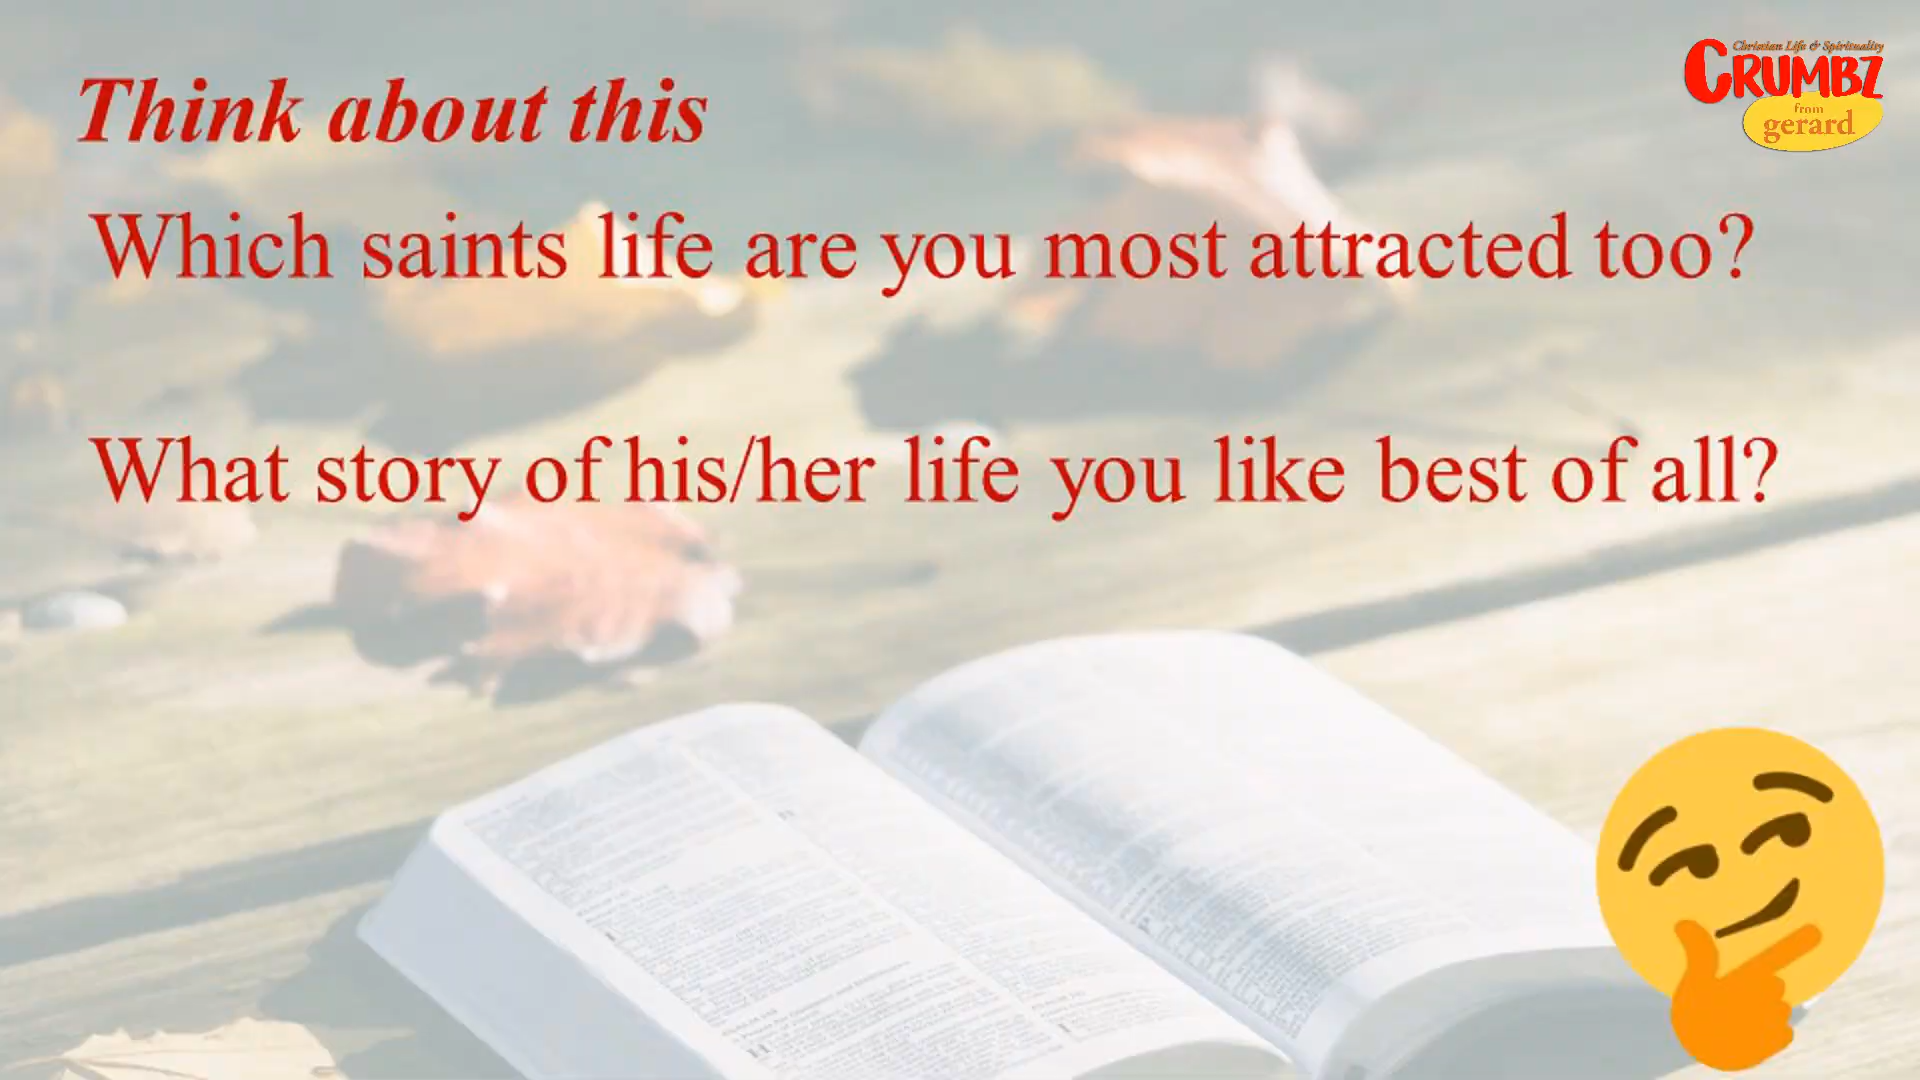 Christian Life & Spirituality
CRUMBZ
from
gerard
Think about this
Which saints life are you most attracted too?
What story of his/her life you like best of all?